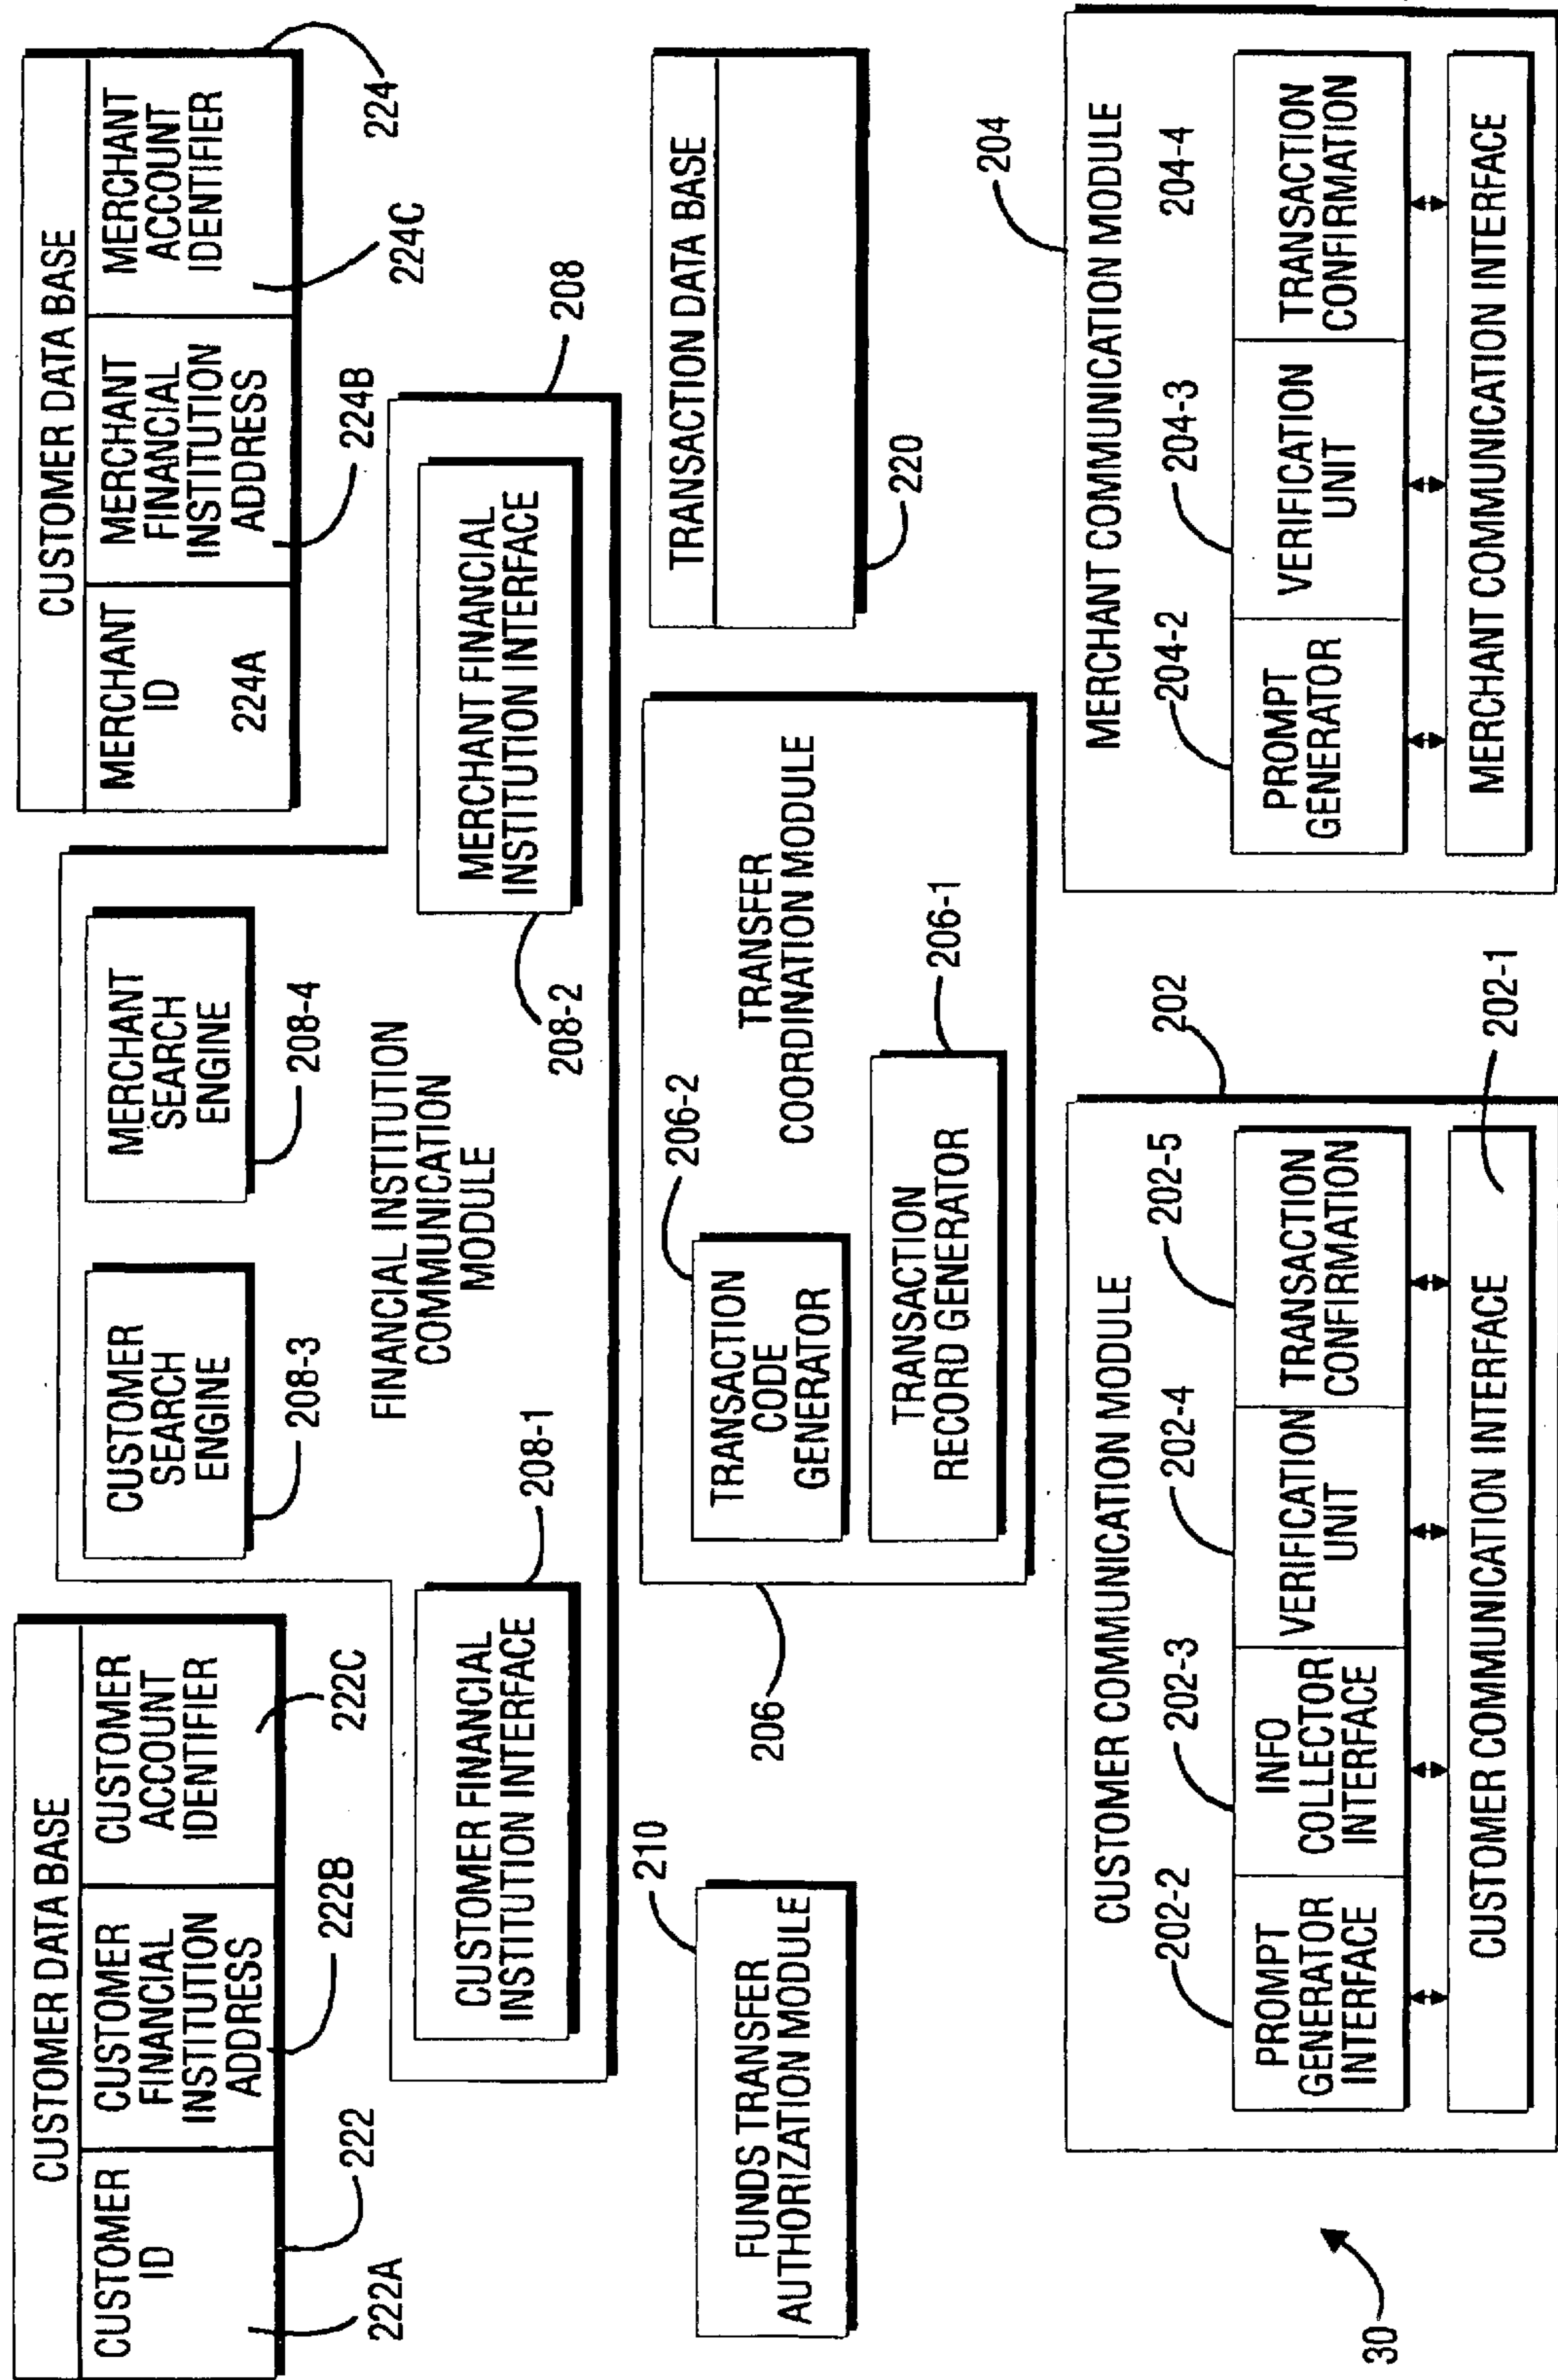 CUSTOMER DATA BASE
CUSTOMER
ID
CUSTOMER
FINANCIAL
INSTITUTION
ADDRESS
CUSTOMER
ACCOUNT
IDENTIFIER
222A
222
222B
222C
CUSTOMER
SEARCH
ENGINE
208-3
MERCHANT
SEARCH
ENGINE
208-4
FINANCIAL INSTITUTION
COMMUNICATION
MODULE
CUSTOMER FINANCIAL
INSTITUTION INTERFACE
208-1
MERCHANT FINANCIAL
INSTITUTION INTERFACE
208-2
208
CUSTOMER DATA BASE
MERCHANT
ID
224A
MERCHANT
FINANCIAL
INSTITUTION
ADDRESS
MERCHANT
ACCOUNT
IDENTIFIER
224B
224C
224
FUNDS TRANSFER
AUTHORIZATION MODULE
210
206
TRANSACTION
CODE
GENERATOR
206-2
TRANSFER
COORDINATION MODULE
TRANSACTION
RECORD GENERATOR
206-1
TRANSACTION DATA BASE
220
30
CUSTOMER COMMUNICATION MODULE
202-2
202-3
202-4
202-5
202
PROMPT
GENERATOR
INTERFACE
INFO
COLLECTOR
INTERFACE
VERIFICATION
UNIT
TRANSACTION
CONFIRMATION
CUSTOMER COMMUNICATION INTERFACE
202-1
MERCHANT COMMUNICATION MODULE
204
204-2
204-3
204-4
PROMPT
GENERATOR
VERIFICATION
UNIT
TRANSACTION
CONFIRMATION
MERCHANT COMMUNICATION INTERFACE